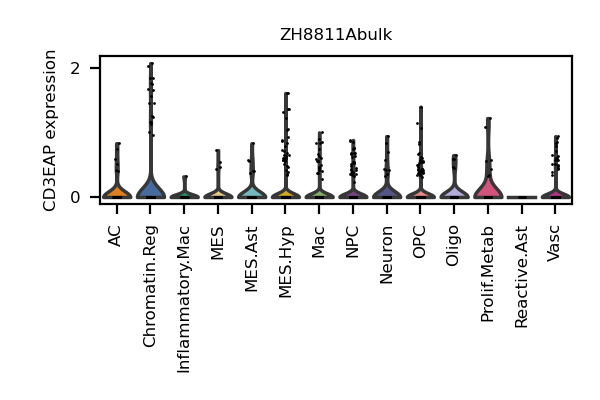 ZH8811Abulk
CD3EAP expression
2
0
AC
Chromatin.Reg
Inflammatory.Mac
MES
MES.Ast
MES.Hyp
Mac
NPC
Neuron
OPC
Oligo
Prolif.Metab
Reactive.Ast
Vasc